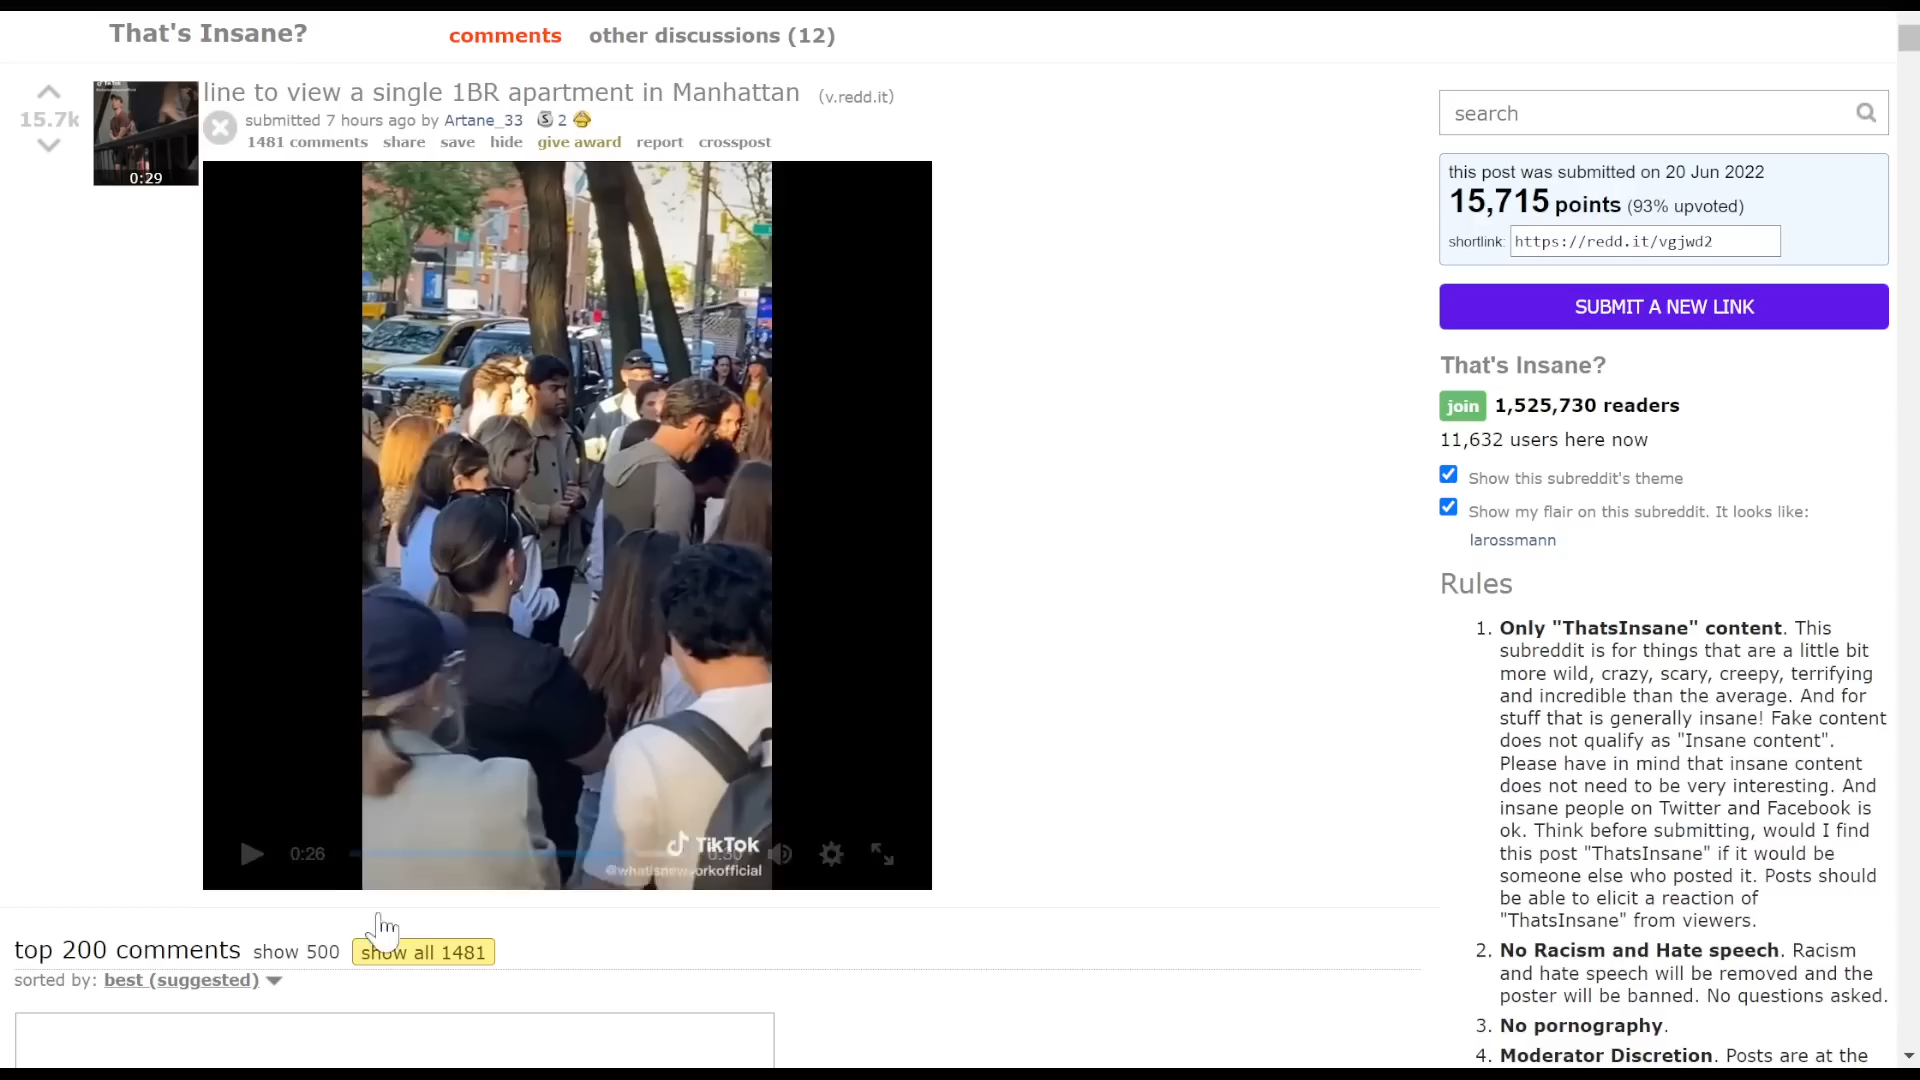 That's Insane?
comments
other discussions (12)
15.7k
0:29
line to view a single 1BR apartment in Manhattan (v.redd.it)
submitted 7 hours ago by Artane_33 2
1481 comments share save hide give award report crosspost
TikTok
0:26
0:30
top 200 comments show 500 show all 1481
sorted by: best (suggested)
search
this post was submitted on 20 Jun 2022
15,715 points (93% upvoted)
shortlink: https://redd.it/vgjwd2
SUBMIT A NEW LINK
That's Insane?
join 1,525,730 readers
11,632 users here now
Show this subreddit's theme
Show my flair on this subreddit. It looks like:
larossmann
Rules
1. Only "ThatsInsane" content. This
subreddit is for things that are a little bit
more wild, crazy, scary, creepy, terrifying
and incredible than the average. And for
stuff that is generally insane! Fake content
does not qualify as "Insane content".
Please have in mind that insane content
does not need to be very interesting. And
insane people on Twitter and Facebook is
ok. Think before submitting, would I find
this post "ThatsInsane" if it would be
someone else who posted it. Posts should
be able to elicit a reaction of
"ThatsInsane" from viewers.
2. No Racism and Hate speech. Racism
and hate speech will be removed and the
poster will be banned. No questions asked.
3. No pornography.
4. Moderator Discretion. Posts are at the